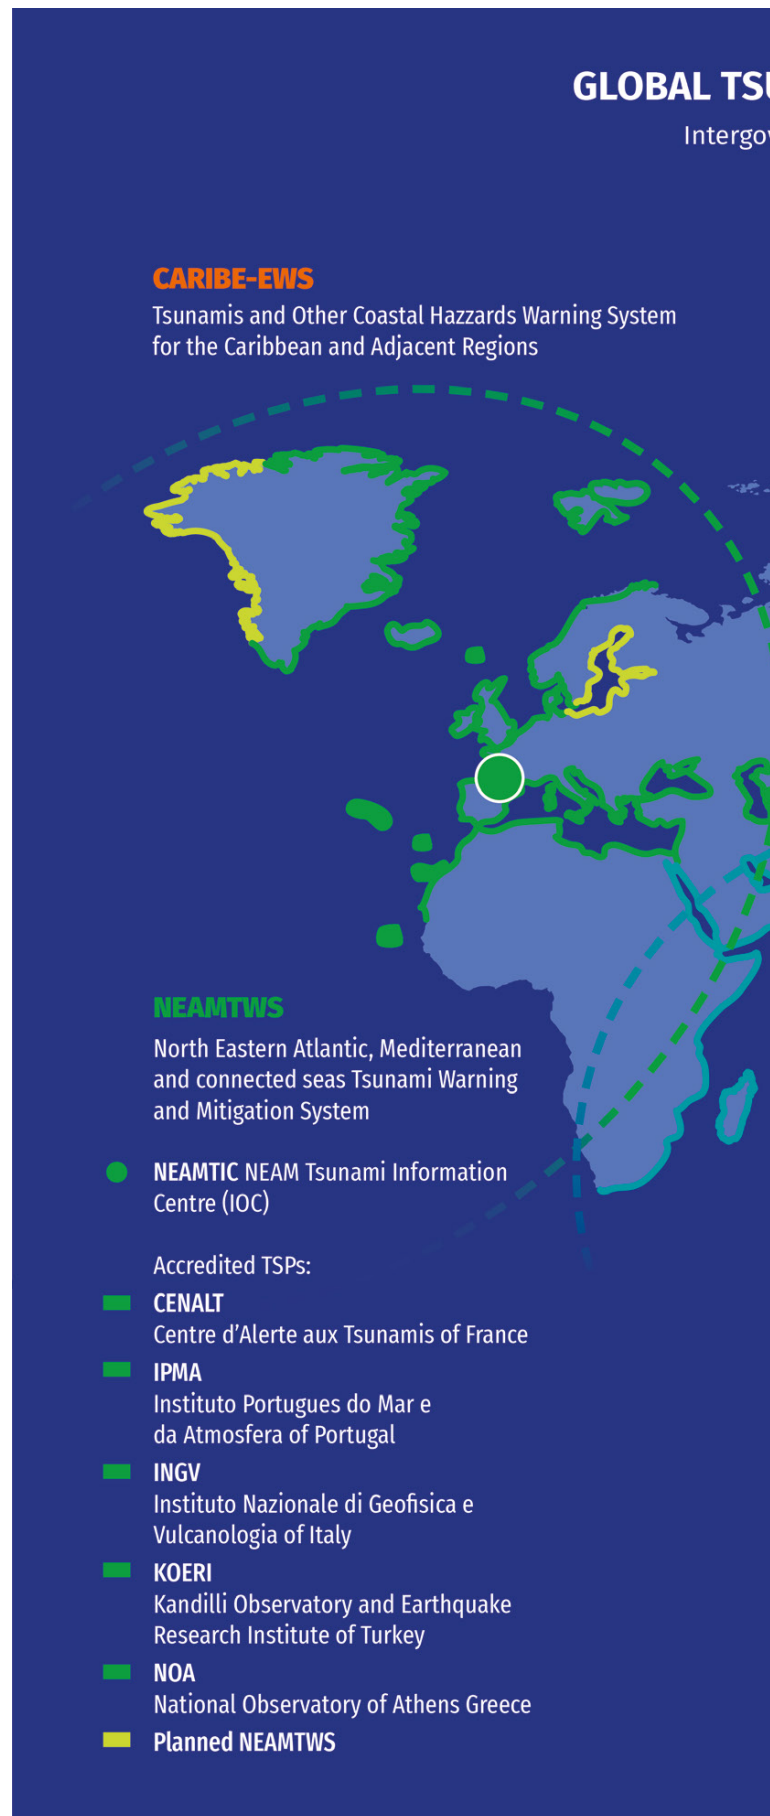 GLOBAL TSU
Intergov
CARIBE-EWS
Tsunamis and Other Coastal Hazzards Warning System
for the Caribbean and Adjacent Regions
NEAMTWS
North Eastern Atlantic, Mediterranean
and connected seas Tsunami Warning
and Mitigation System
NEAMTIC NEAM Tsunami Information
Centre (IOC)
Accredited TSPs:
CENALT
Centre d'Alerte aux Tsunamis of France
IPMA
Instituto Portugues do Mar e
da Atmosfera of Portugal
INGV
Instituto Nazionale di Geofisica e
Vulcanologia of Italy
KOERI
Kandilli Observatory and Earthquake
Research Institute of Turkey
NOA
National Observatory of Athens Greece
Planned NEAMTWS